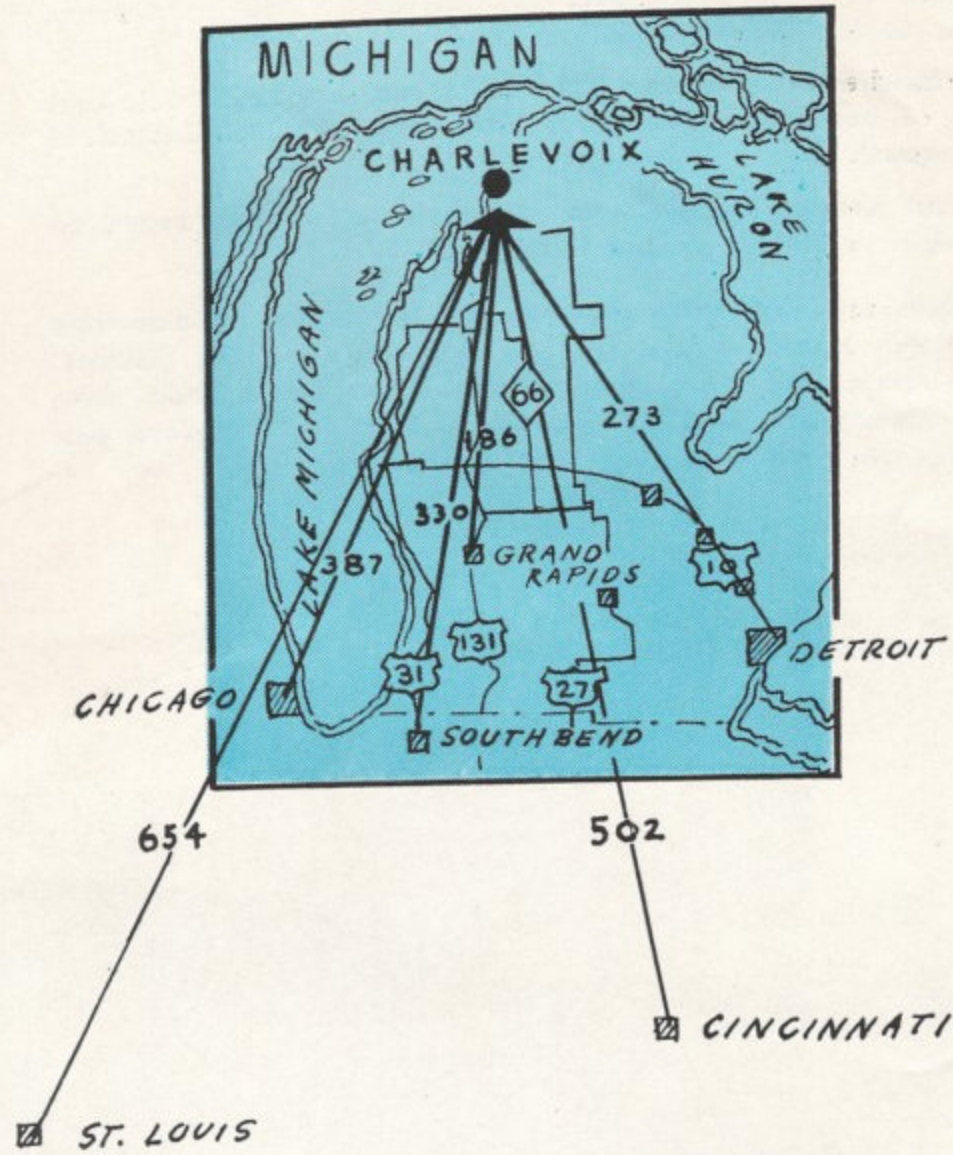 MICHIGAN
CHARLEVOIX
LAKE
HURON
LAKE MICHIGAN
66
273
186
330
387
GRAND
RAPIDS
10
131
31
27
DETROIT
CHICAGO
SOUTH BEND
654
502
CINCINNATI
ST. LOUIS